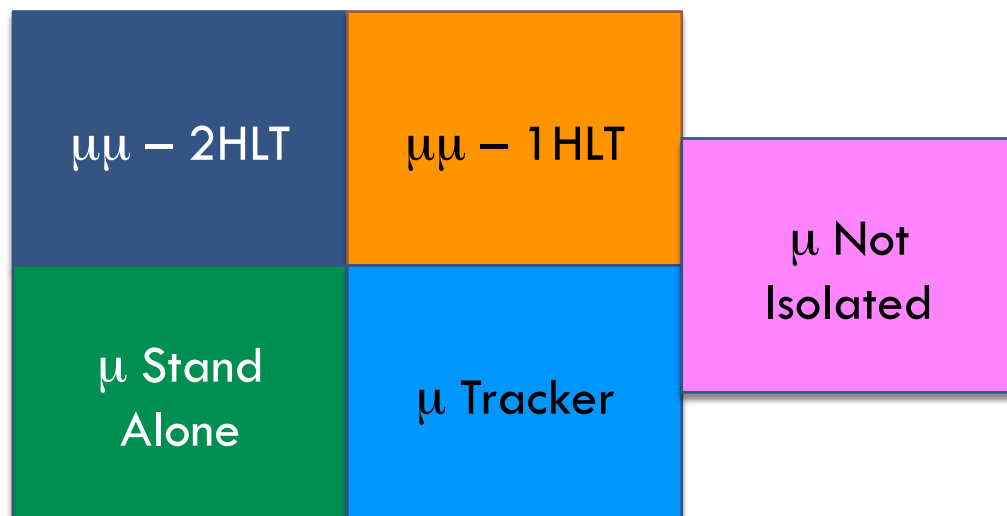 μμ – 2HLT
μμ – 1HLT
μ Not
Isolated
μ Stand
Alone
μ Tracker